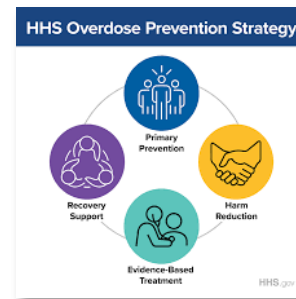 HHS Overdose Prevention Strategy
Primary
Prevention
Recovery
Support
Harm
Reduction
Evidence-Based
Treatment
HHS.gov